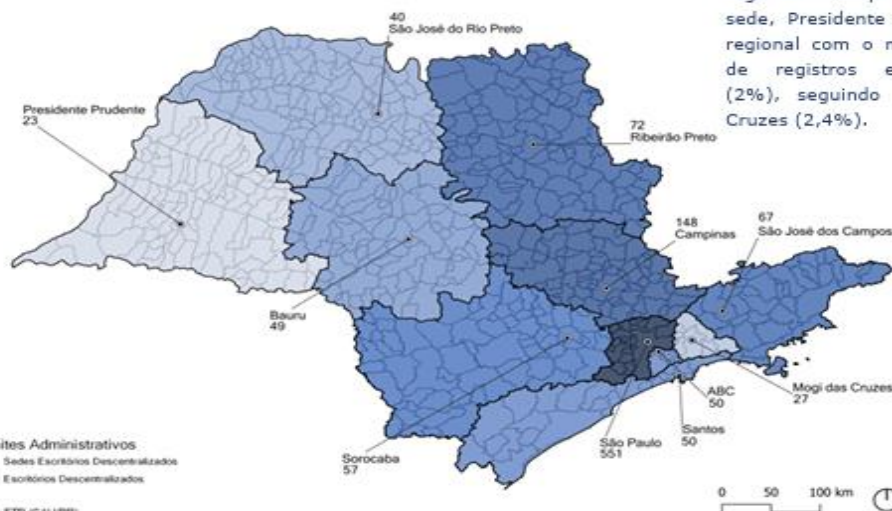 sede, Presidente
regional com o
de registros
(2%), seguindo
Cruzes (2,4%).
40
São José do Rio Preto
Presidente Prudente
23
72
Ribeirão Preto
148
Campinas
67
São José dos Campos
Bauru
49
ABC
50
Mogi das Cruzes
27
Santos
50
São Paulo
551
Sorocaba
57
Administrativos
Sedes Escritórios Descentralizados
Escritórios Descentralizados
0 50 100 km